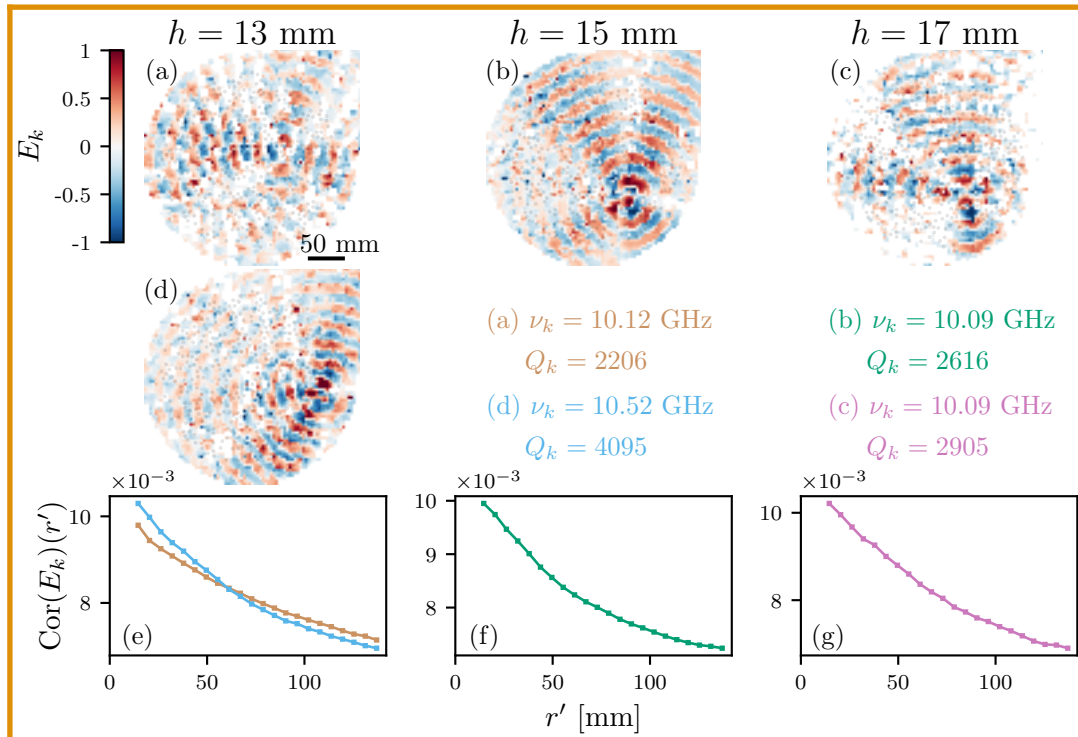 h = 13 mm
h = 15 mm
h = 17 mm
(a)
(b)
(c)
1
0.5
0
-0.5
-1
E_k
50 mm
(d)
(a) ν_k = 10.12 GHz
Q_k = 2206
(d) ν_k = 10.52 GHz
Q_k = 4095
(b) ν_k = 10.09 GHz
Q_k = 2616
(c) ν_k = 10.09 GHz
Q_k = 2905
×10⁻³
×10⁻³
×10⁻³
Cor(E_k)(r′)
10
8
(e)
0 50 100
10
9
8
(f)
0 50 100
10
8
(g)
0 50 100
r′ [mm]